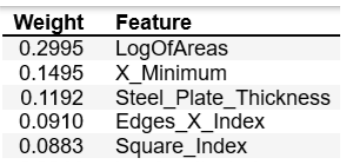 Weight Feature
0.2995 LogOfAreas
0.1495 X_Minimum
0.1192 Steel_Plate_Thickness
0.0910 Edges_X_Index
0.0883 Square_Index